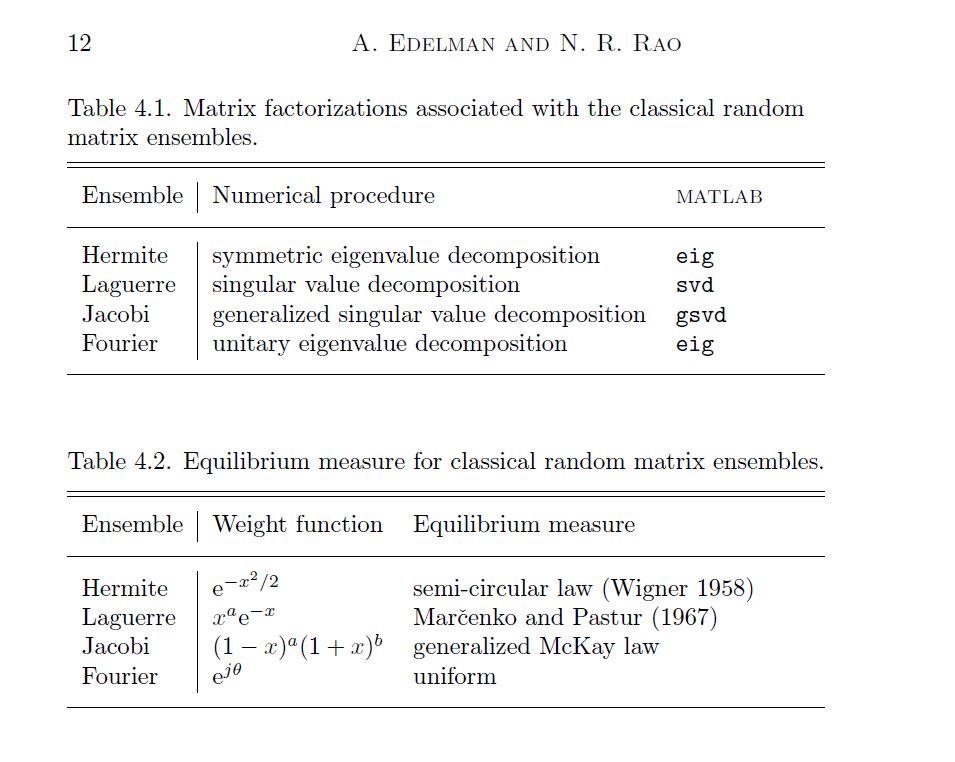 12 A. Edelman and N. R. Rao
Table 4.1. Matrix factorizations associated with the classical random
matrix ensembles.
Ensemble Numerical procedure MATLAB
Hermite symmetric eigenvalue decomposition eig
Laguerre singular value decomposition svd
Jacobi generalized singular value decomposition gsvd
Fourier unitary eigenvalue decomposition eig
Table 4.2. Equilibrium measure for classical random matrix ensembles.
Ensemble Weight function Equilibrium measure
Hermite e^{−x²/2} semi-circular law (Wigner 1958)
Laguerre x^a e^{−x} Marčenko and Pastur (1967)
Jacobi (1 − x)^a(1 + x)^b generalized McKay law
Fourier e^{jθ} uniform